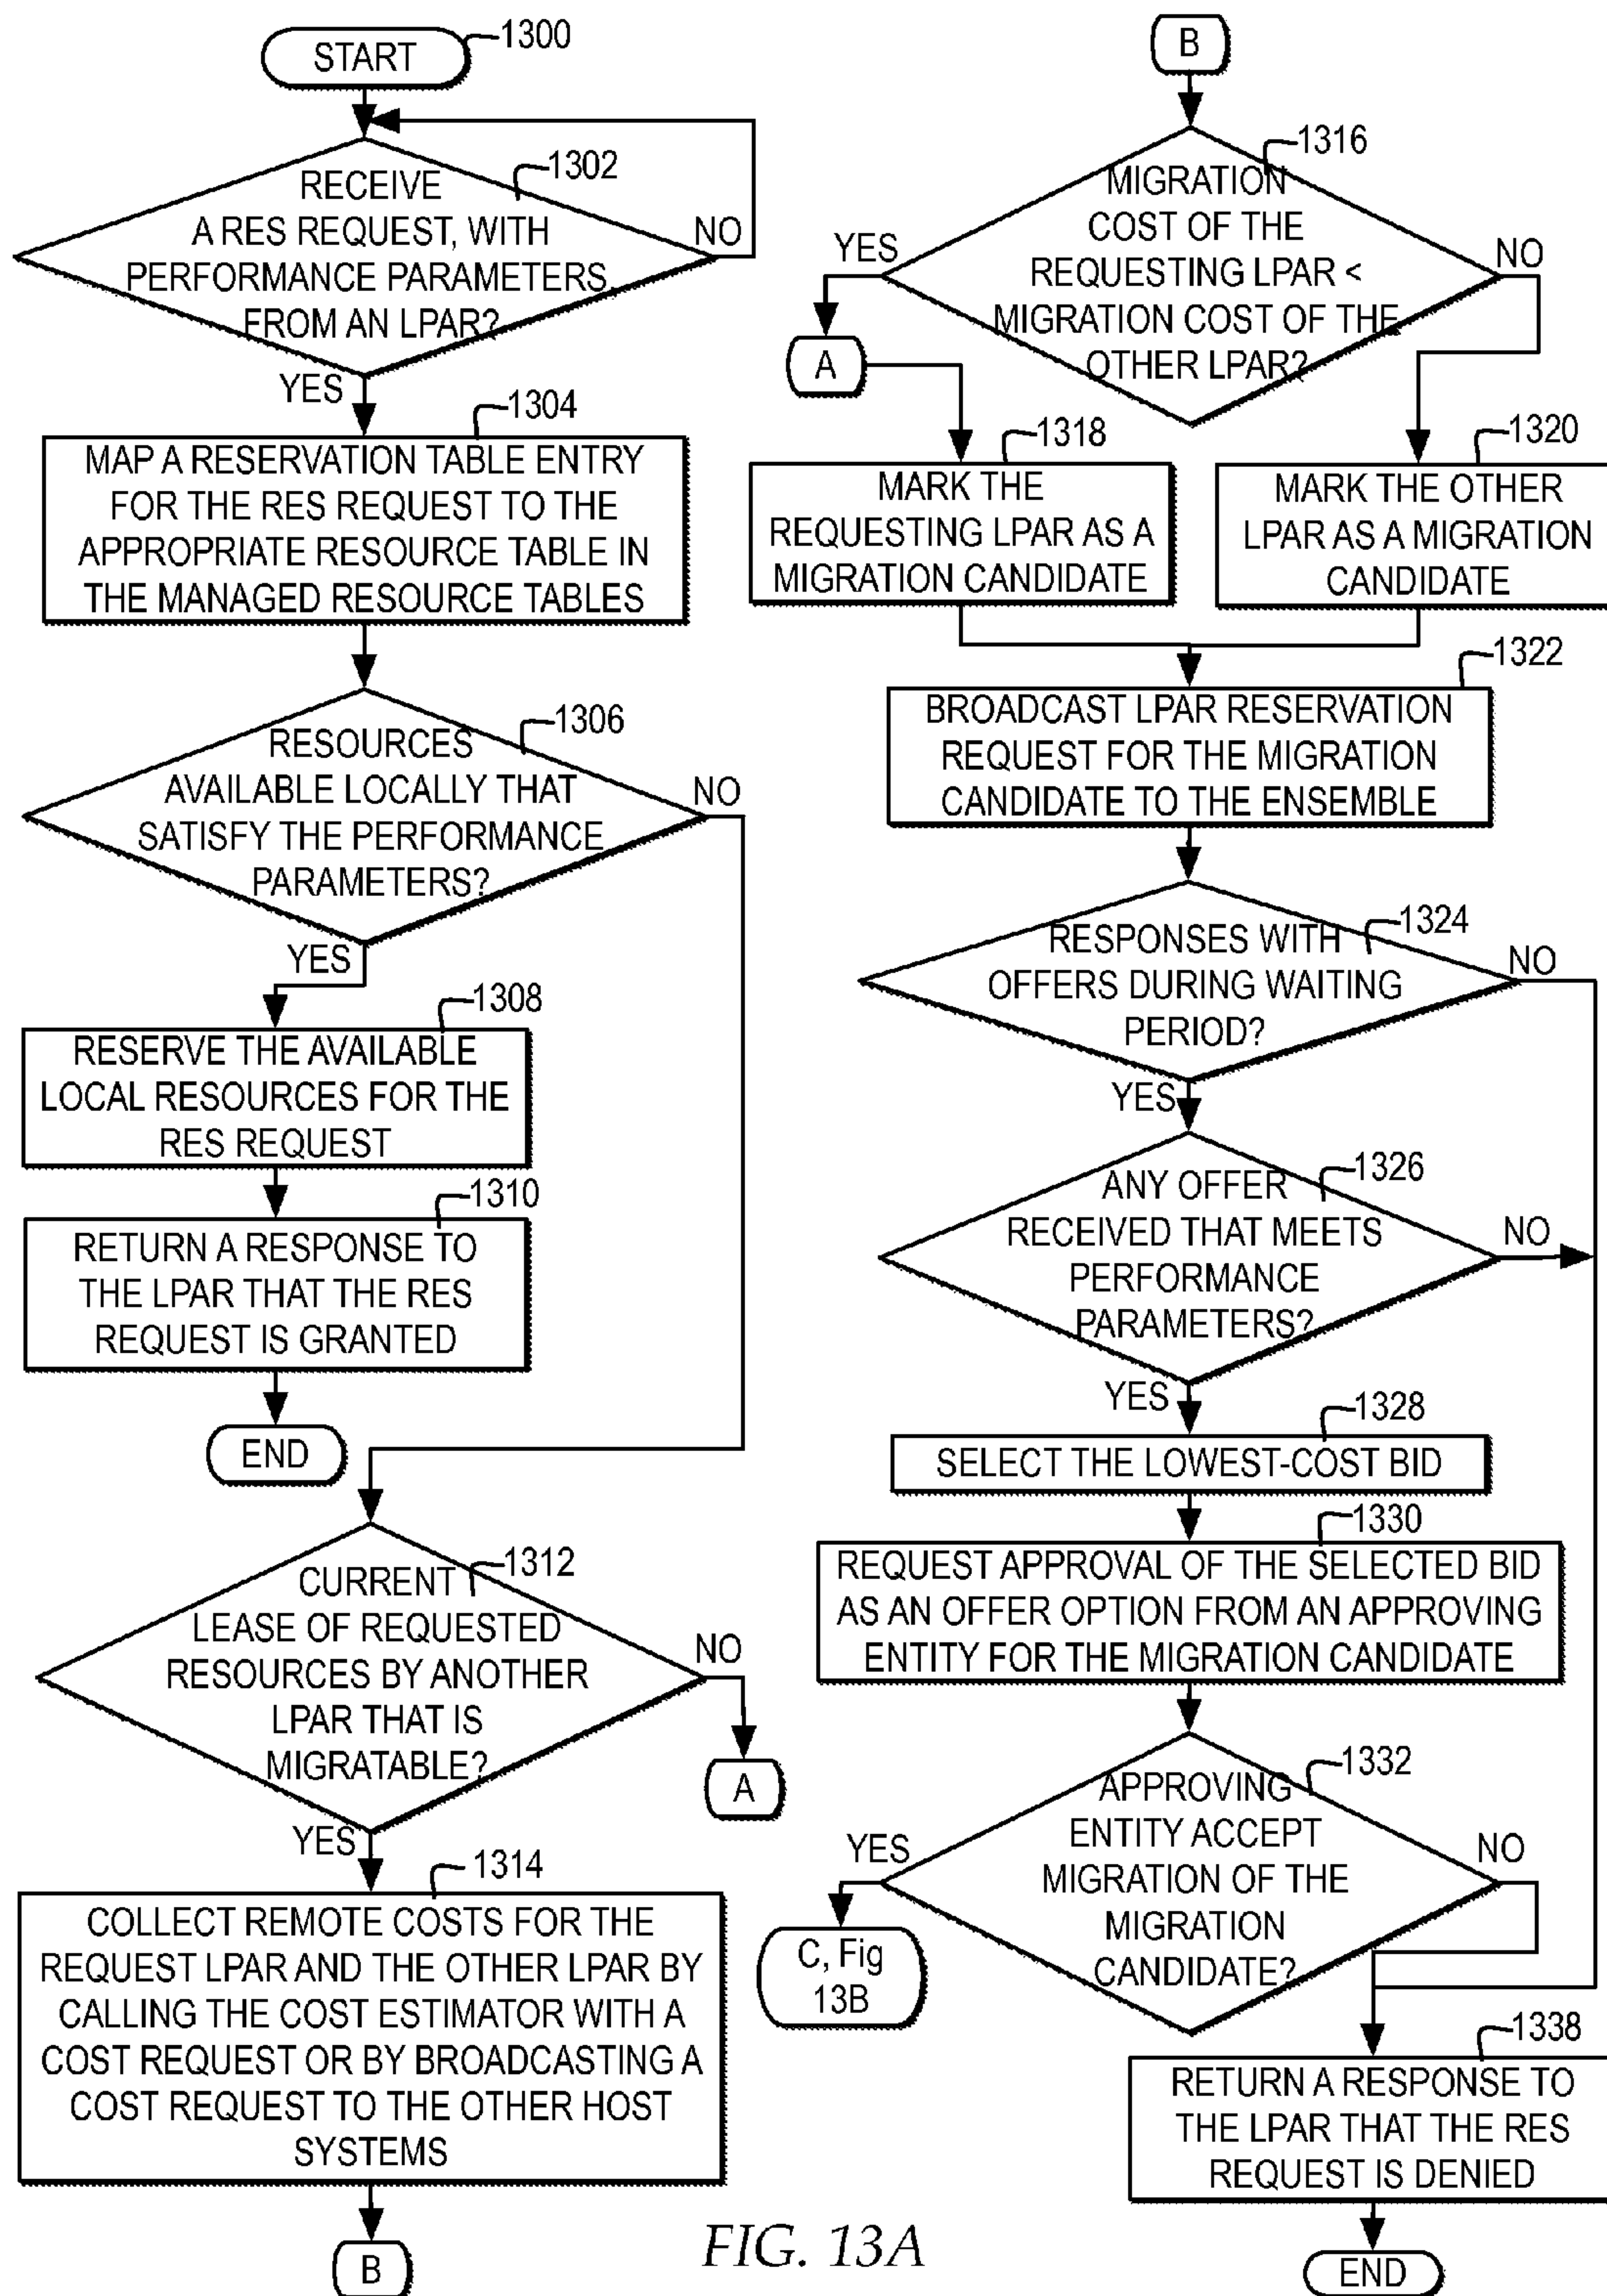 START
1300
1302
RECEIVE
A RES REQUEST, WITH
PERFORMANCE PARAMETERS,
FROM AN LPAR?
NO
YES
1304
MAP A RESERVATION TABLE ENTRY
FOR THE RES REQUEST TO THE
APPROPRIATE RESOURCE TABLE IN
THE MANAGED RESOURCE TABLES
1306
RESOURCES
AVAILABLE LOCALLY THAT
SATISFY THE PERFORMANCE
PARAMETERS?
NO
YES
1308
RESERVE THE AVAILABLE
LOCAL RESOURCES FOR THE
RES REQUEST
1310
RETURN A RESPONSE TO
THE LPAR THAT THE RES
REQUEST IS GRANTED
END
1312
CURRENT
LEASE OF REQUESTED
RESOURCES BY ANOTHER
LPAR THAT IS
MIGRATABLE?
NO
A
YES
1314
COLLECT REMOTE COSTS FOR THE
REQUEST LPAR AND THE OTHER LPAR BY
CALLING THE COST ESTIMATOR WITH A
COST REQUEST OR BY BROADCASTING A
COST REQUEST TO THE OTHER HOST
SYSTEMS
B
B
1316
MIGRATION
COST OF THE
REQUESTING LPAR <
MIGRATION COST OF THE
OTHER LPAR?
YES
NO
A
1318
MARK THE
REQUESTING LPAR AS A
MIGRATION CANDIDATE
1320
MARK THE OTHER
LPAR AS A MIGRATION
CANDIDATE
1322
BROADCAST LPAR RESERVATION
REQUEST FOR THE MIGRATION
CANDIDATE TO THE ENSEMBLE
1324
RESPONSES WITH
OFFERS DURING WAITING
PERIOD?
NO
YES
1326
ANY OFFER
RECEIVED THAT MEETS
PERFORMANCE
PARAMETERS?
NO
YES
1328
SELECT THE LOWEST-COST BID
1330
REQUEST APPROVAL OF THE SELECTED BID
AS AN OFFER OPTION FROM AN APPROVING
ENTITY FOR THE MIGRATION CANDIDATE
1332
APPROVING
ENTITY ACCEPT
MIGRATION OF THE
MIGRATION
CANDIDATE?
YES
NO
C, Fig
13B
1338
RETURN A RESPONSE TO
THE LPAR THAT THE RES
REQUEST IS DENIED
END
FIG. 13A